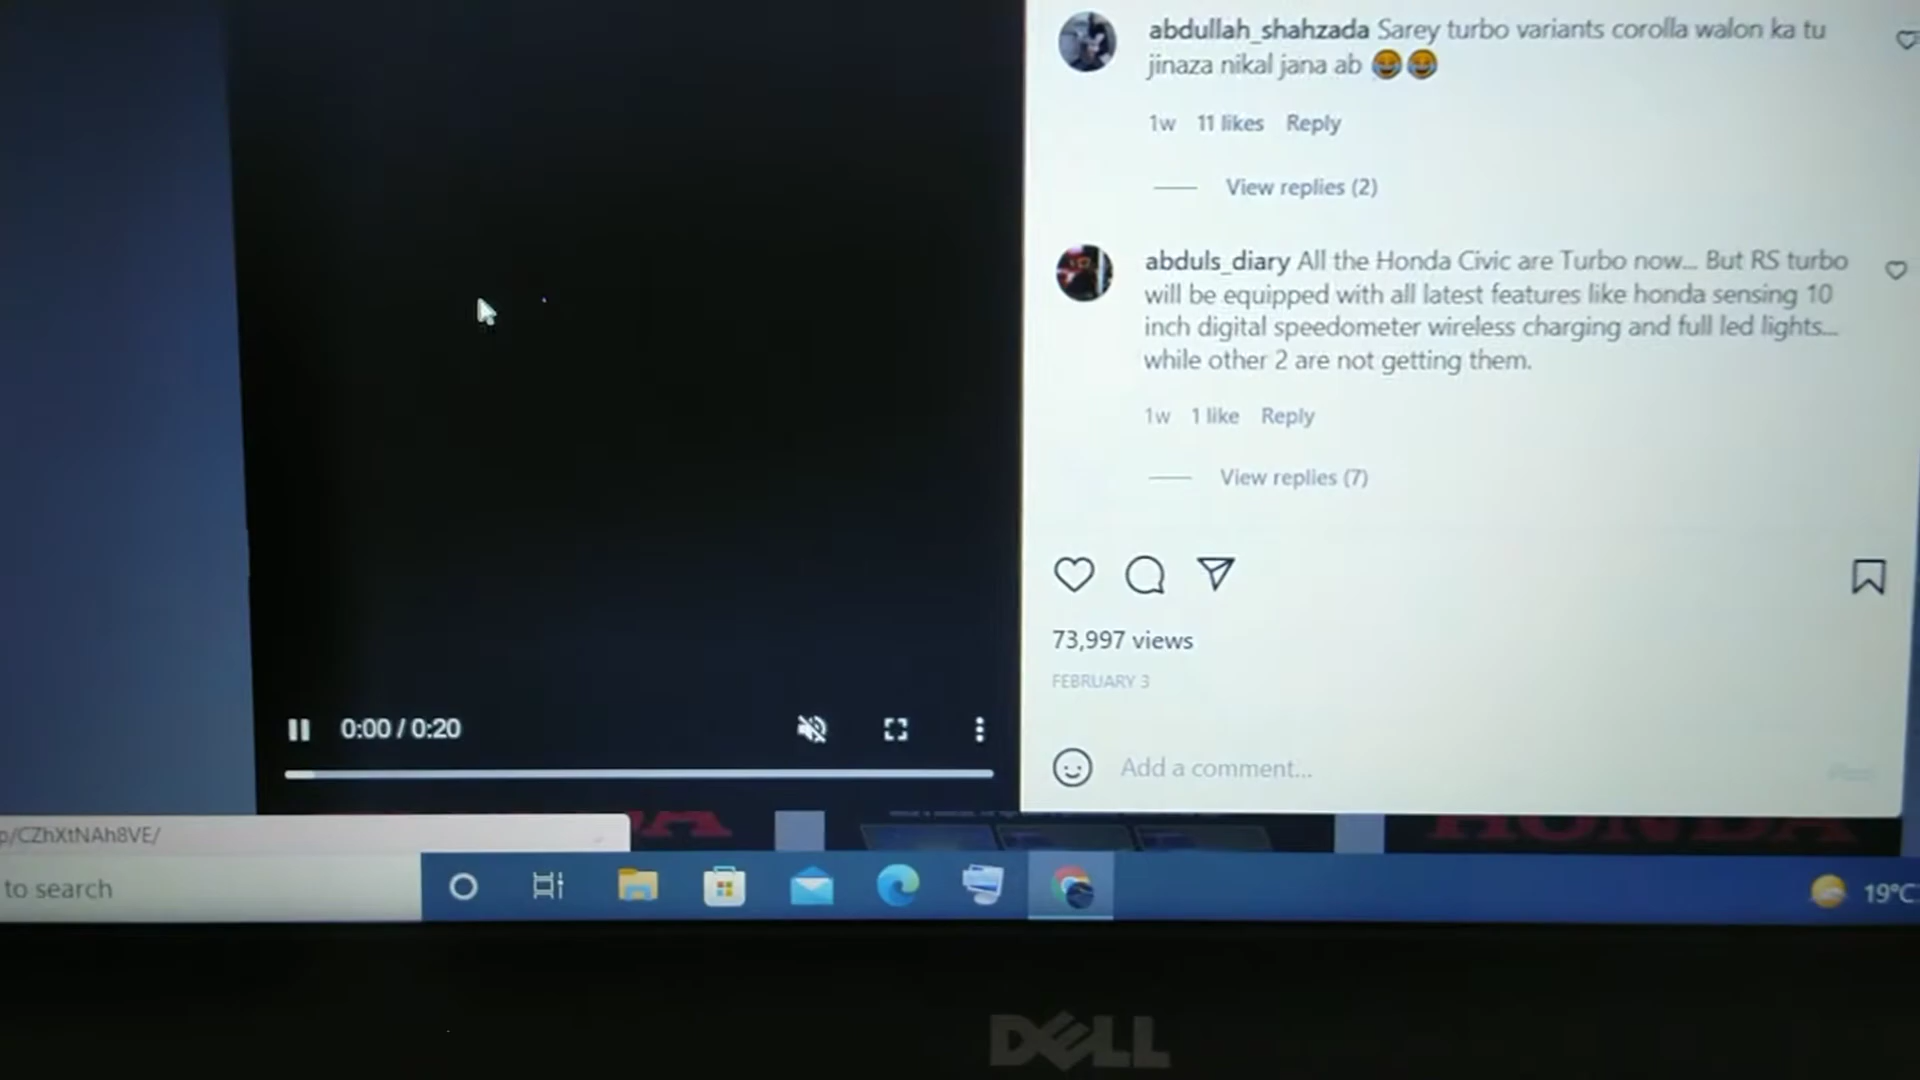 abdullah_shahzada Sarey turbo variants corolla walon ka tu
jinaza nikal jana ab 😂😂
1w 11 likes Reply
View replies (2)
abduls_diary All the Honda Civic are Turbo now... But RS turbo
will be equipped with all latest features like honda sensing 10
inch digital speedometer wireless charging and full led lights...
while other 2 are not getting them.
1w 1 like Reply
View replies (7)
73,997 views
FEBRUARY 3
0:00 / 0:20
Add a comment...
p/CZhXtNAh8VE/
HONDA
to search
19°C
DELL